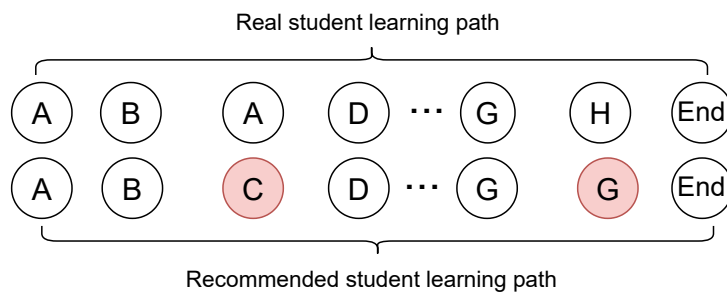 Real student learning path
A B A D ... G H End
A B C D ... G G End
Recommended student learning path